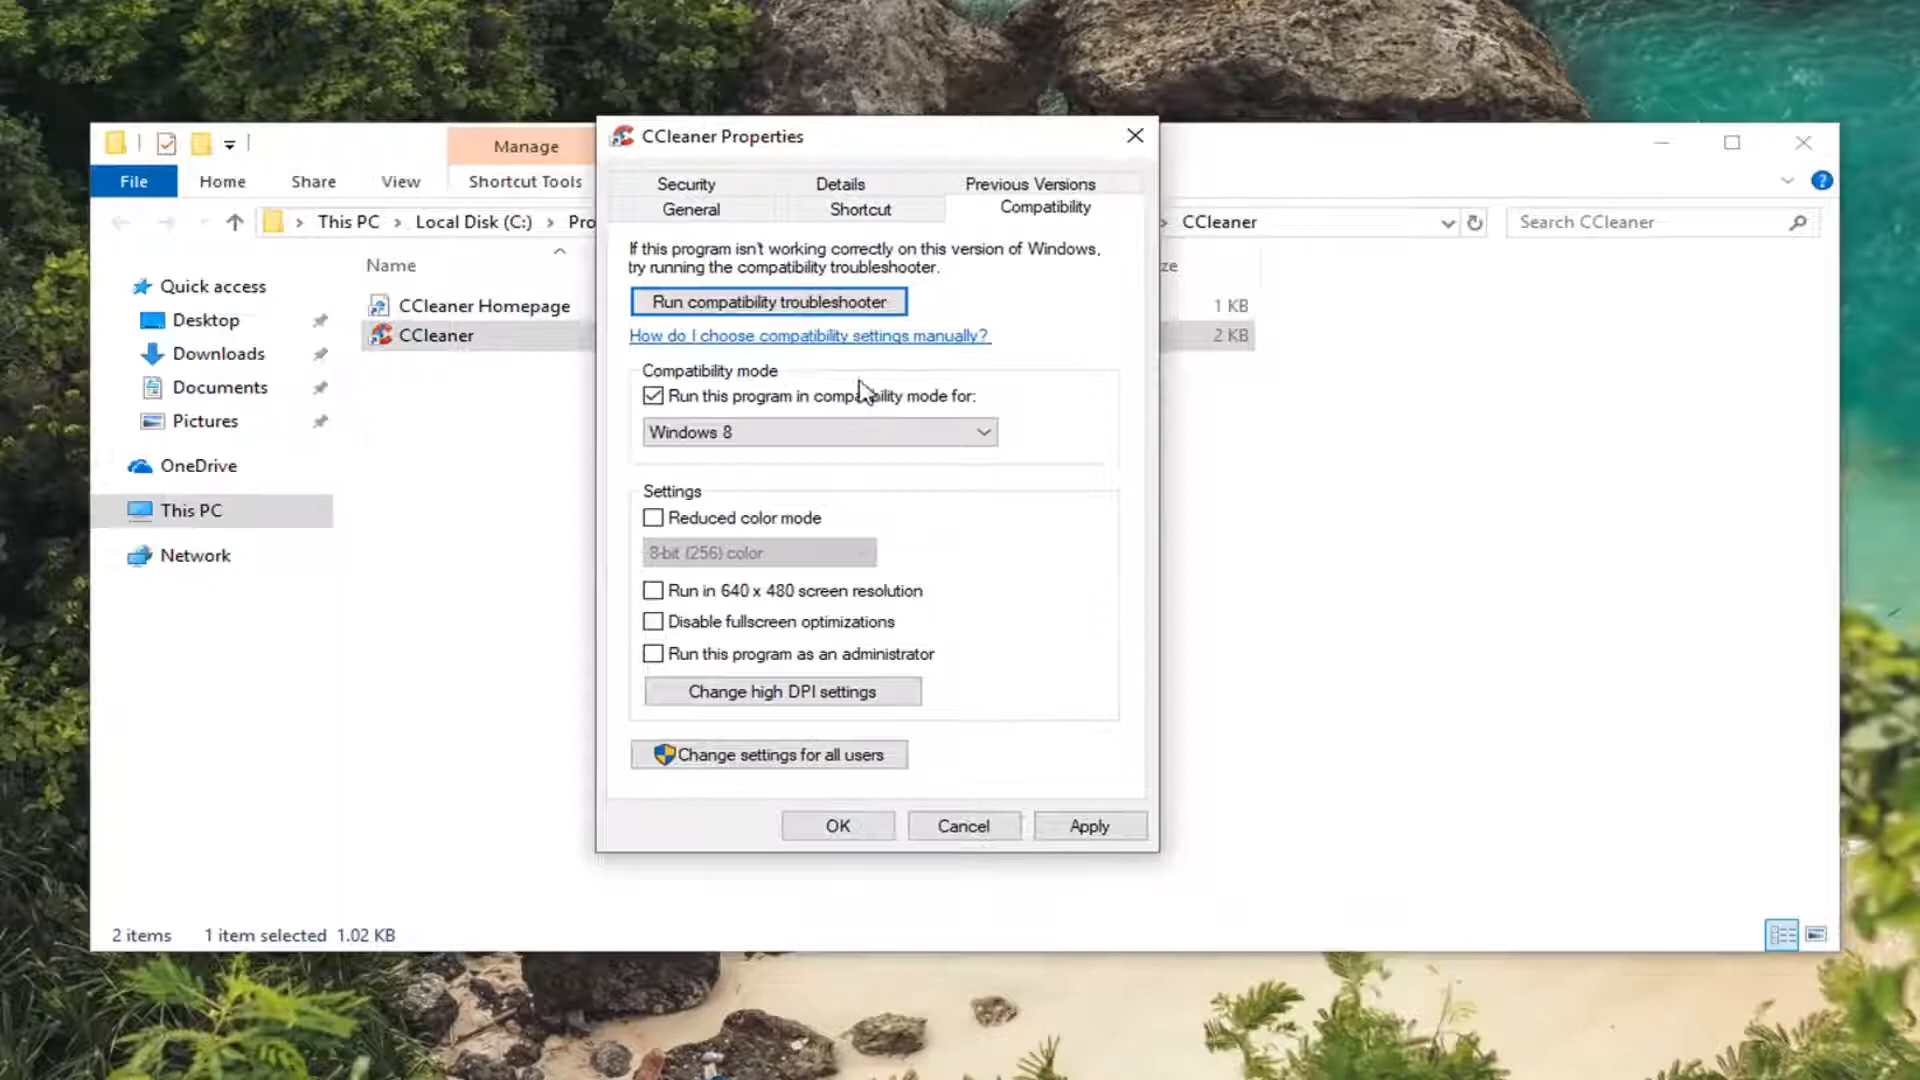 Manage
CCleaner Properties
File
Home
Share
View
Shortcut Tools
This PC
Local Disk (C:)
Pro
CCleaner
Search CCleaner
Security
Details
Previous Versions
General
Shortcut
Compatibility
Name
ze
Quick access
Desktop
Downloads
Documents
Pictures
OneDrive
This PC
Network
CCleaner Homepage
1 KB
CCleaner
2 KB
If this program isn't working correctly on this version of Windows,
try running the compatibility troubleshooter.
Run compatibility troubleshooter
How do I choose compatibility settings manually?
Compatibility mode
Run this program in compatibility mode for:
Windows 8
Settings
Reduced color mode
8-bit (256) color
Run in 640 x 480 screen resolution
Disable fullscreen optimizations
Run this program as an administrator
Change high DPI settings
Change settings for all users
OK
Cancel
Apply
2 items
1 item selected 1.02 KB